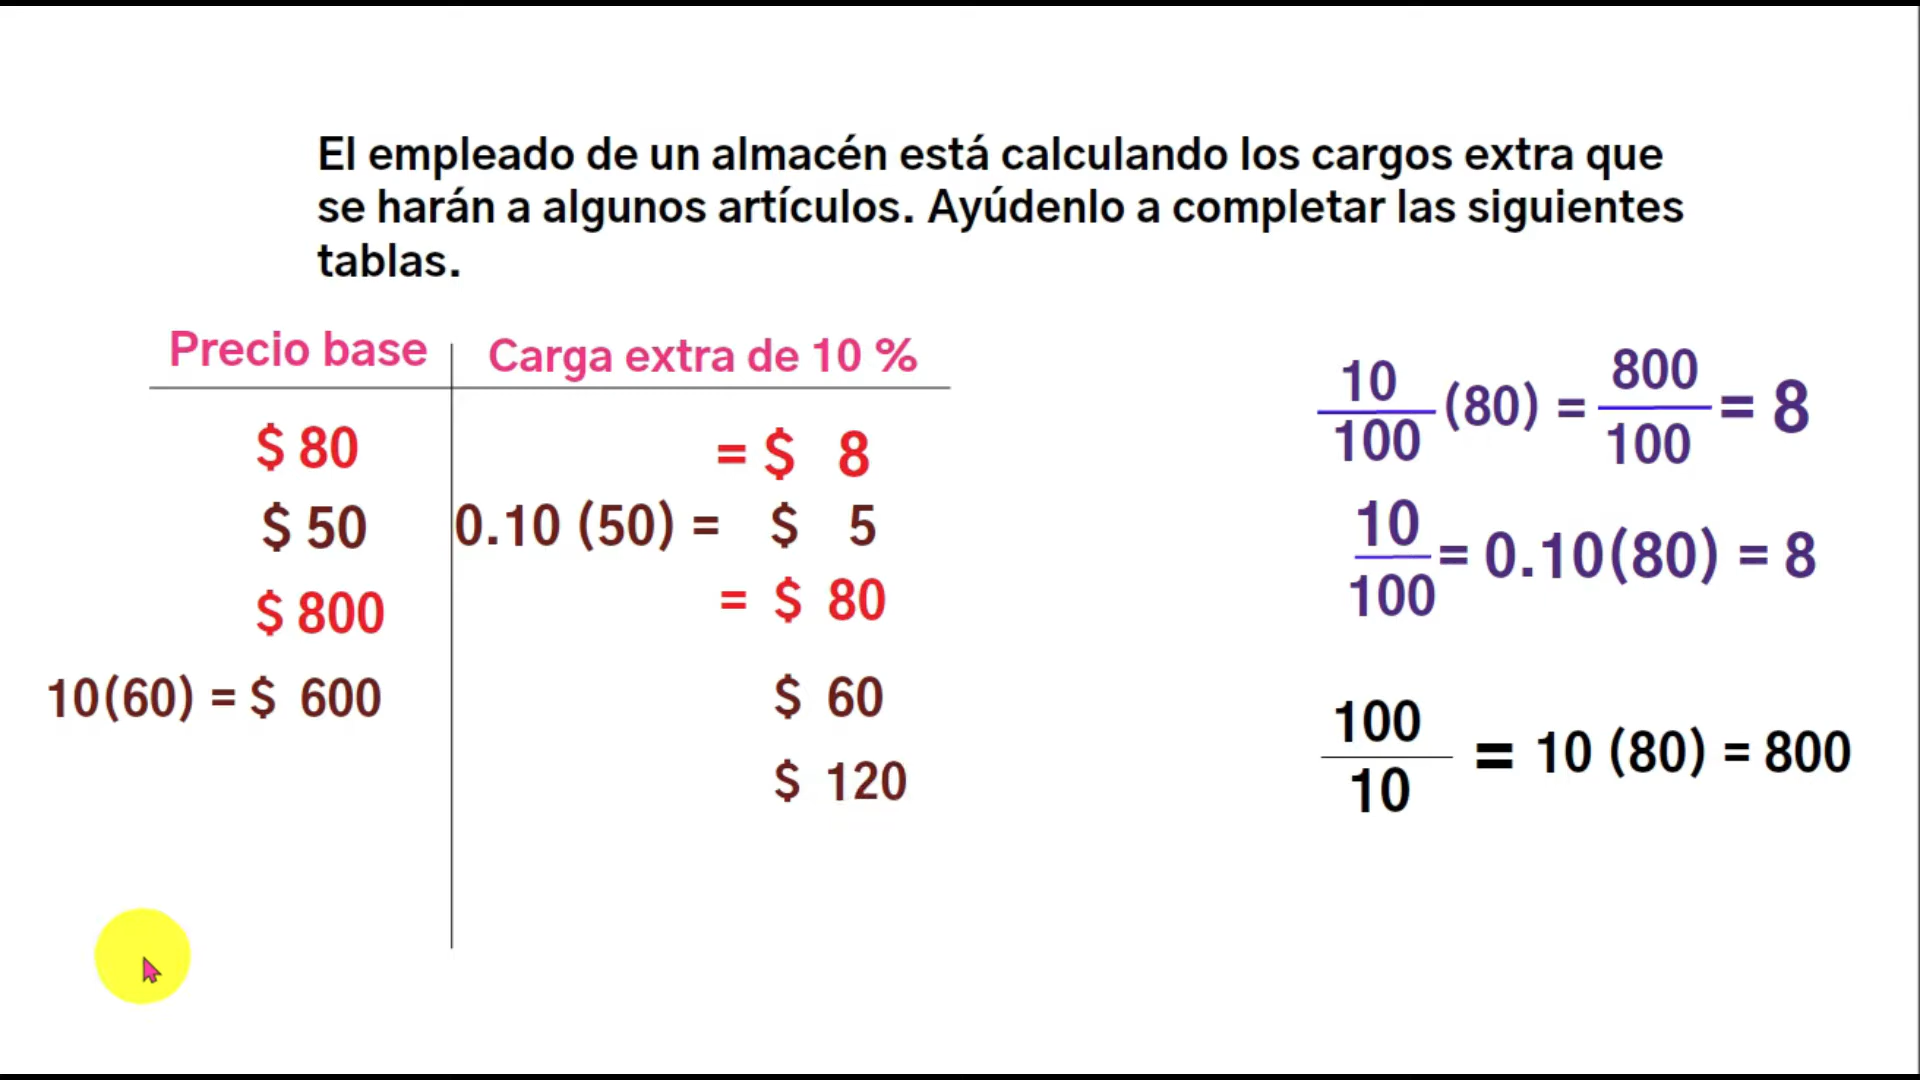 El empleado de un almacén está calculando los cargos extra que
se harán a algunos artículos. Ayúdenlo a completar las siguientes
tablas.
Precio base Carga extra de 10 %
$ 80 = $ 8
$ 50 0.10 (50) = $ 5
$ 800 = $ 80
10(60) = $ 600 $ 60
$ 120
10/100 (80) = 800/100 = 8
10/100 = 0.10(80) = 8
100/10 = 10 (80) = 800